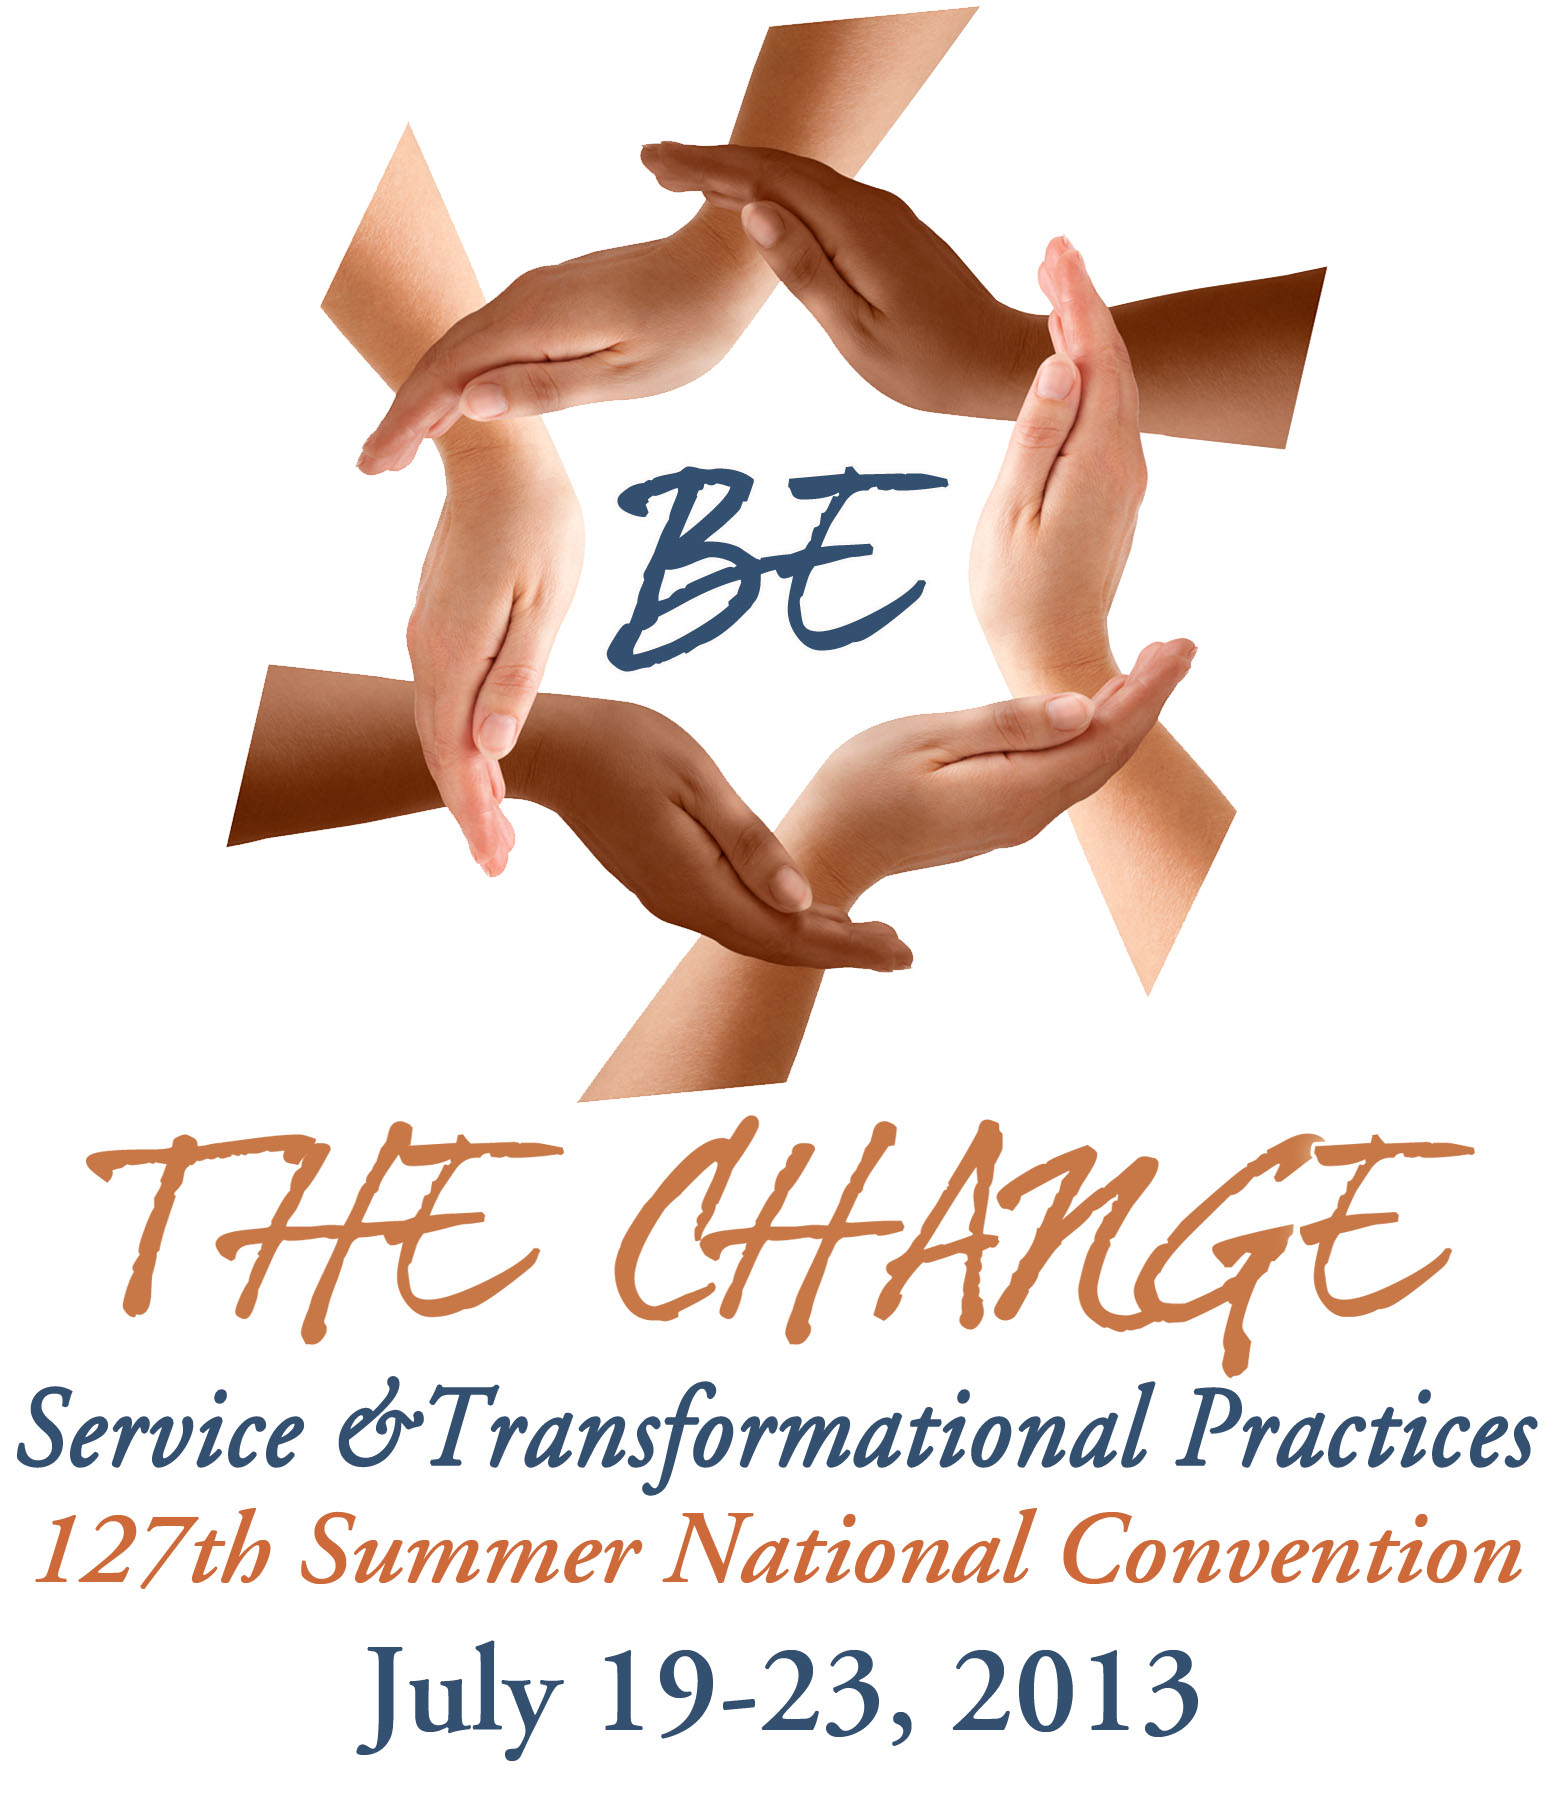 BE
THE CHANGE
Service & Transformational Practices
127th Summer National Convention
July 19-23, 2013